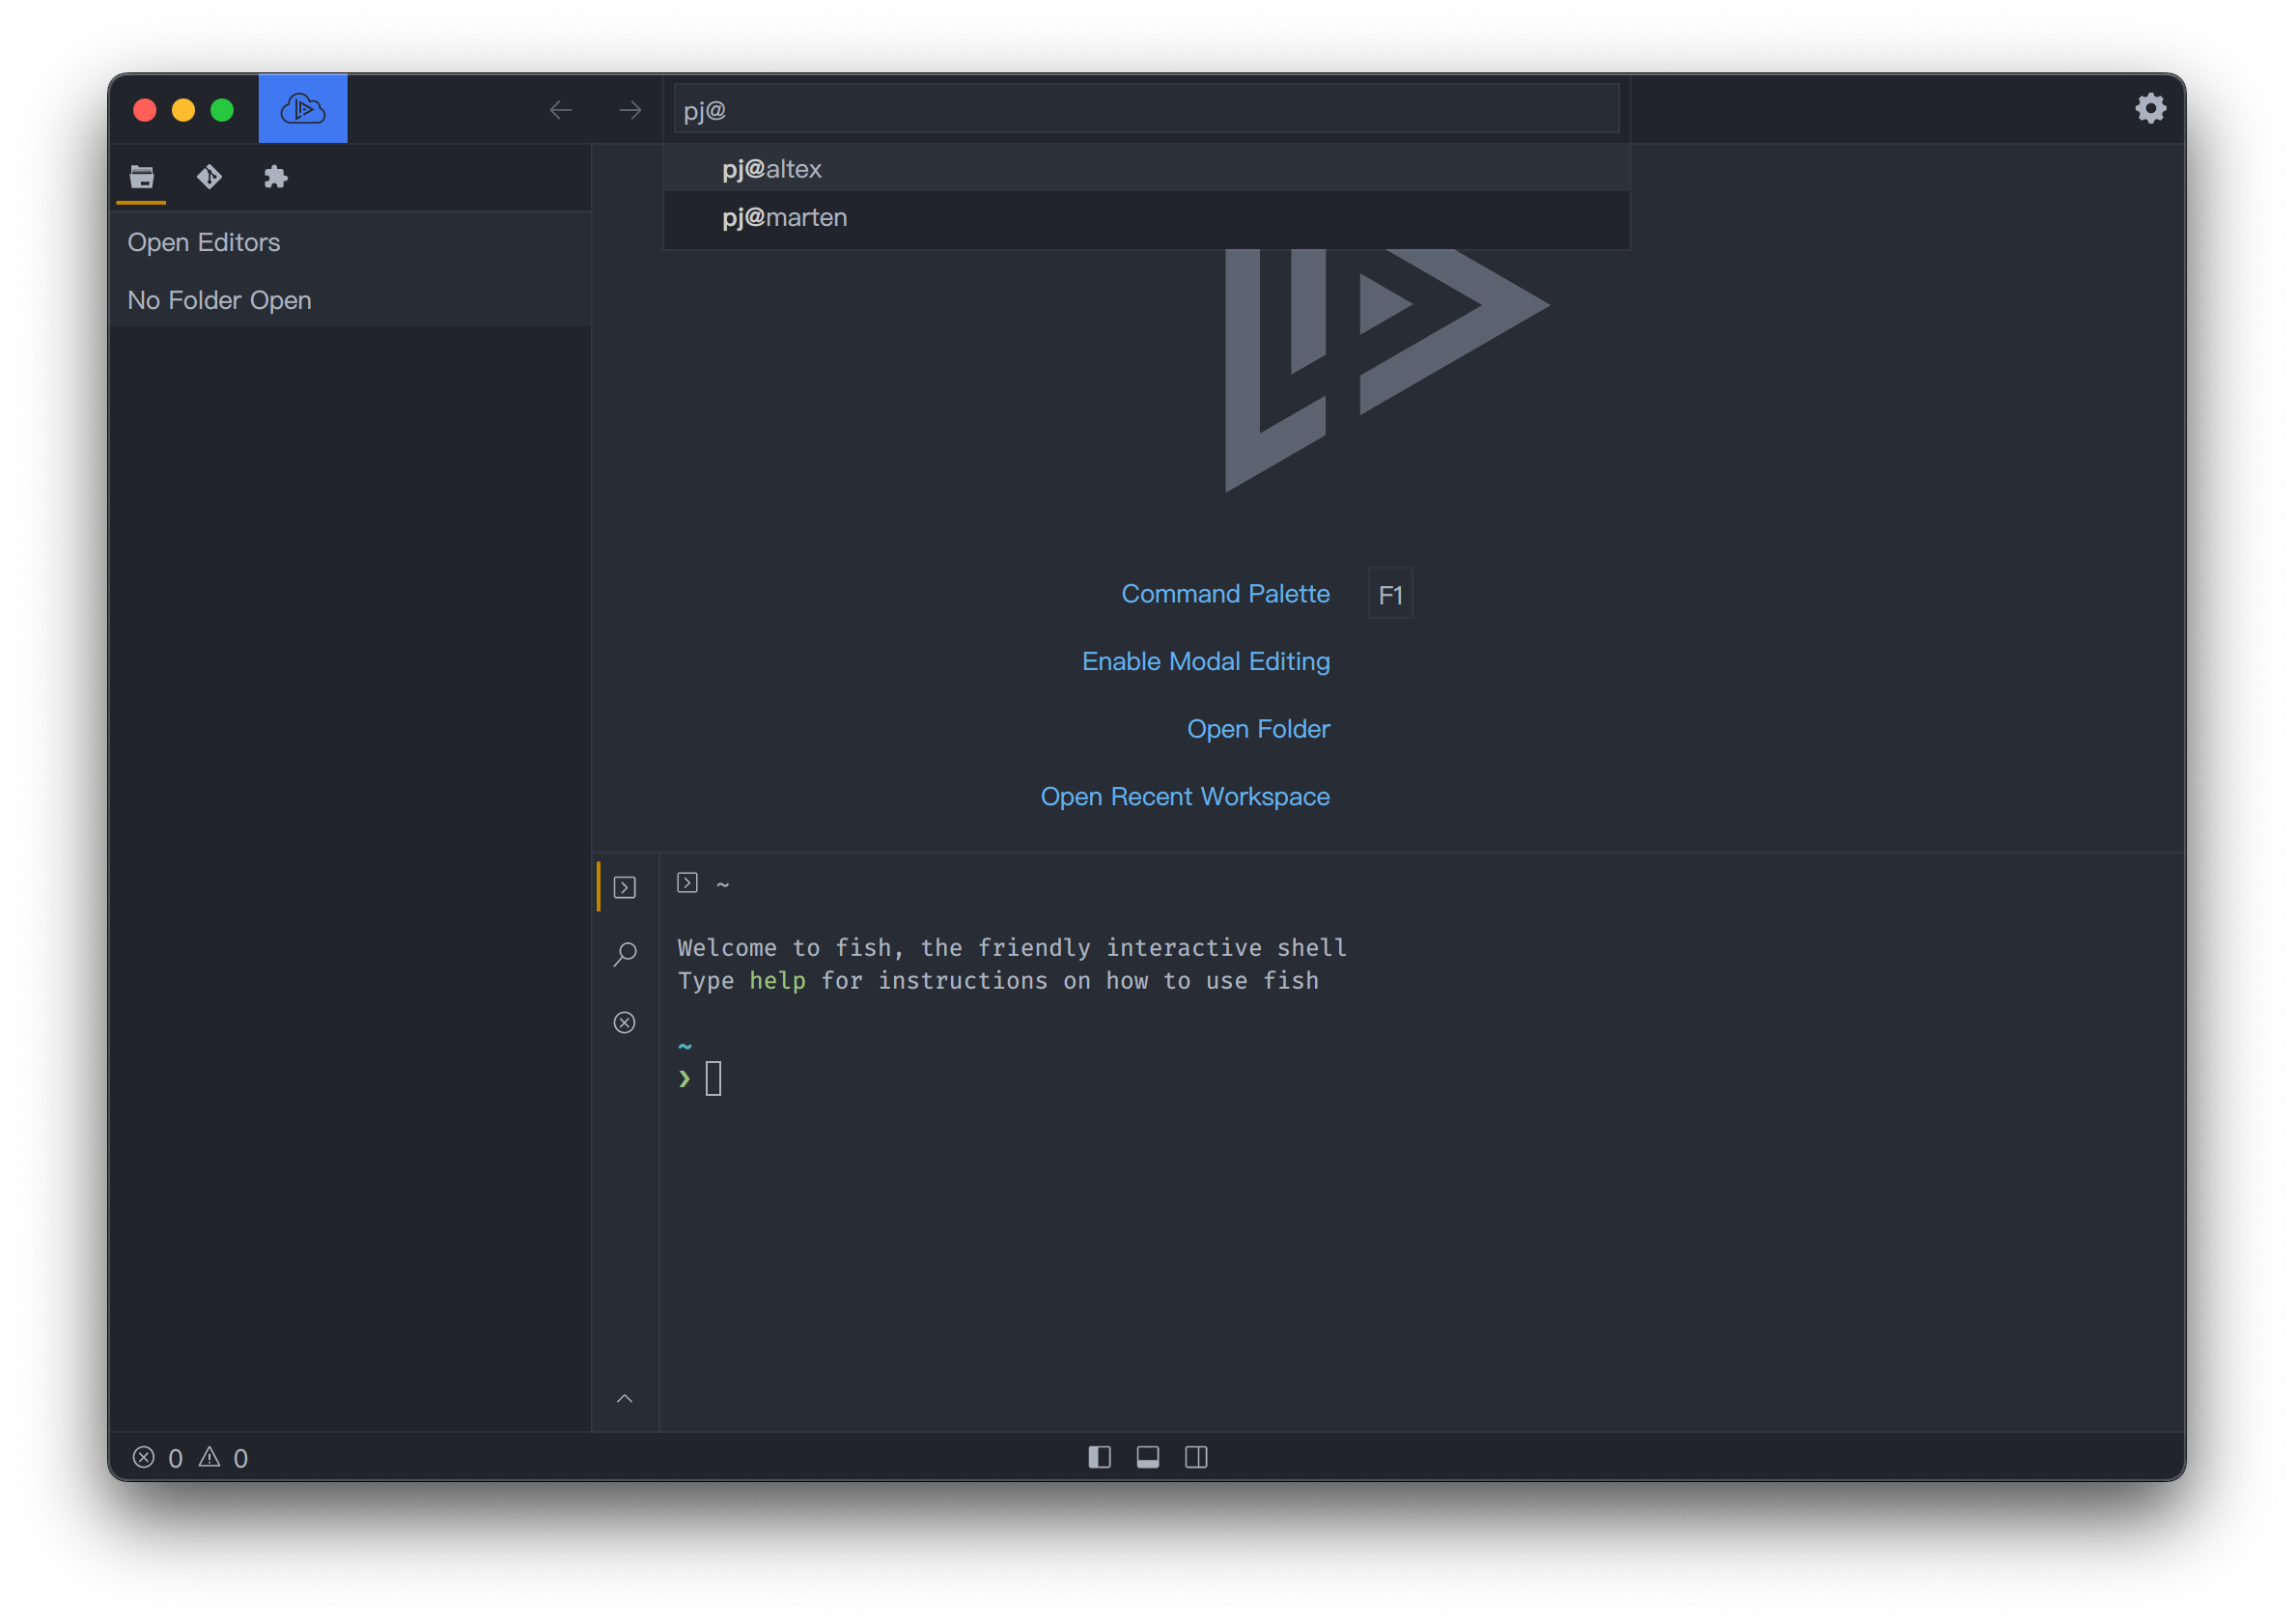 pj@
pj@altex
pj@marten
Open Editors
No Folder Open
Command Palette F1
Enable Modal Editing
Open Folder
Open Recent Workspace
~
Welcome to fish, the friendly interactive shell
Type help for instructions on how to use fish
~
❯
0 0